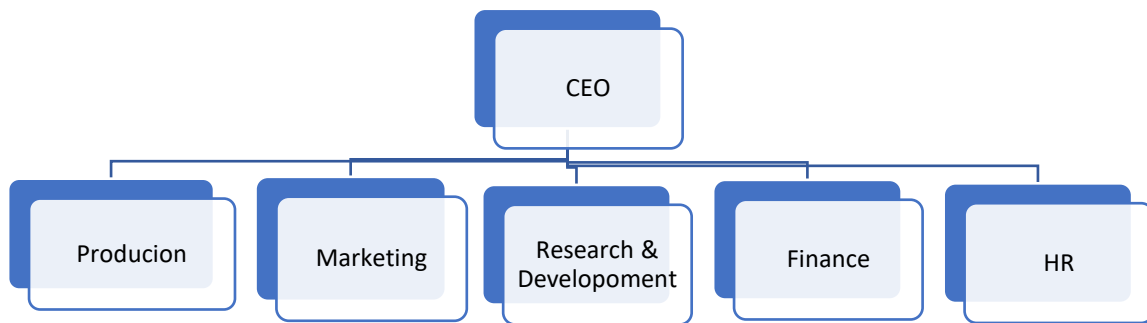 CEO
Producion
Marketing
Research &
Developoment
Finance
HR